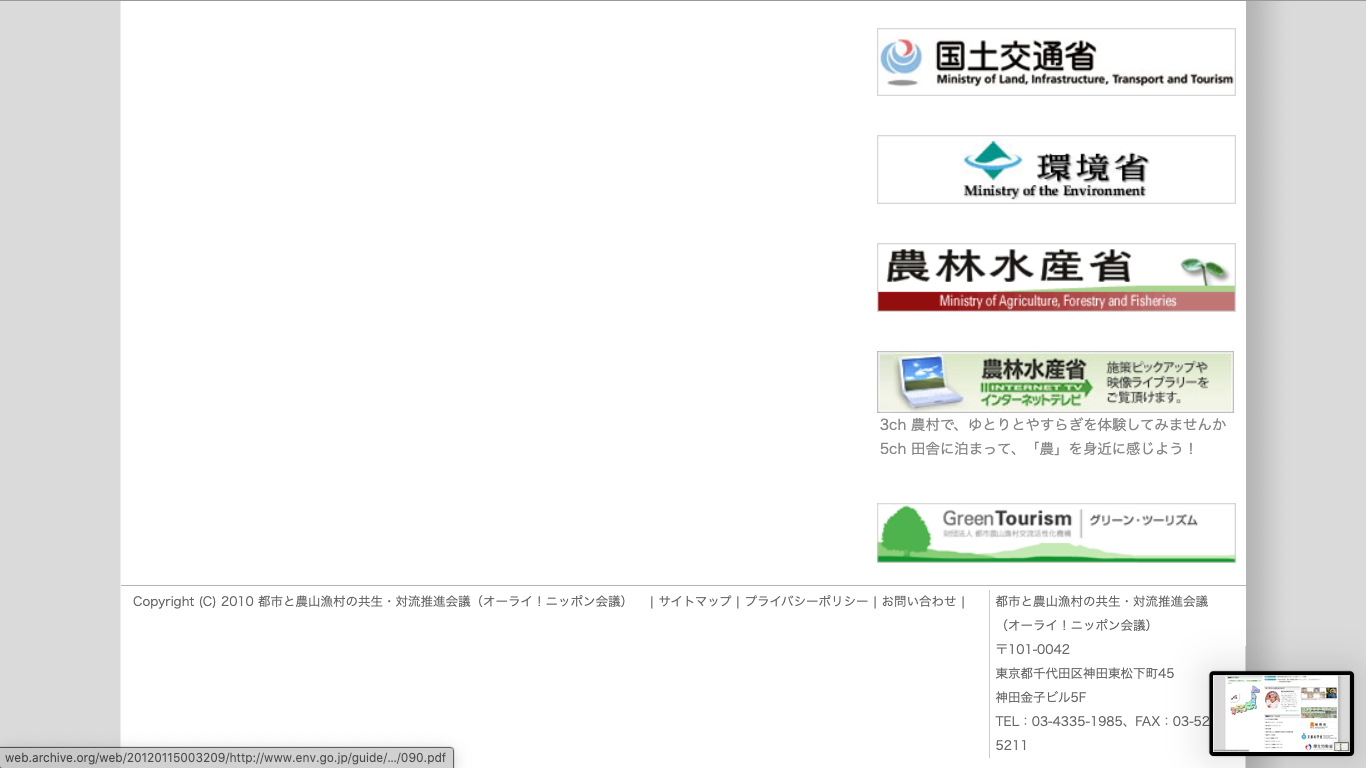 国土交通省
Ministry of Land, Infrastructure, Transport and Tourism
環境省
Ministry of the Environment
農林水産省
Ministry of Agriculture, Forestry and Fisheries
農林水産省
INTERNET TV
インターネットテレビ
施策ピックアップや
映像ライブラリーを
ご覧頂けます。
3ch 農村で、ゆとりとやすらぎを体験してみませんか
5ch 田舎に泊まって、「農」を身近に感じよう！
GreenTourism
財団法人 都市農山漁村交流活性化機構
グリーン・ツーリズム
Copyright (C) 2010 都市と農山漁村の共生・対流推進会議（オーライ！ニッポン会議） | サイトマップ | プライバシーポリシー | お問い合わせ |
都市と農山漁村の共生・対流推進会議
（オーライ！ニッポン会議）
〒101-0042
東京都千代田区神田東松下町45
神田金子ビル5F
TEL：03-4335-1985、FAX：03-52
5211
web.archive.org/web/20120115003209/http://www.env.go.jp/guide/.../090.pdf